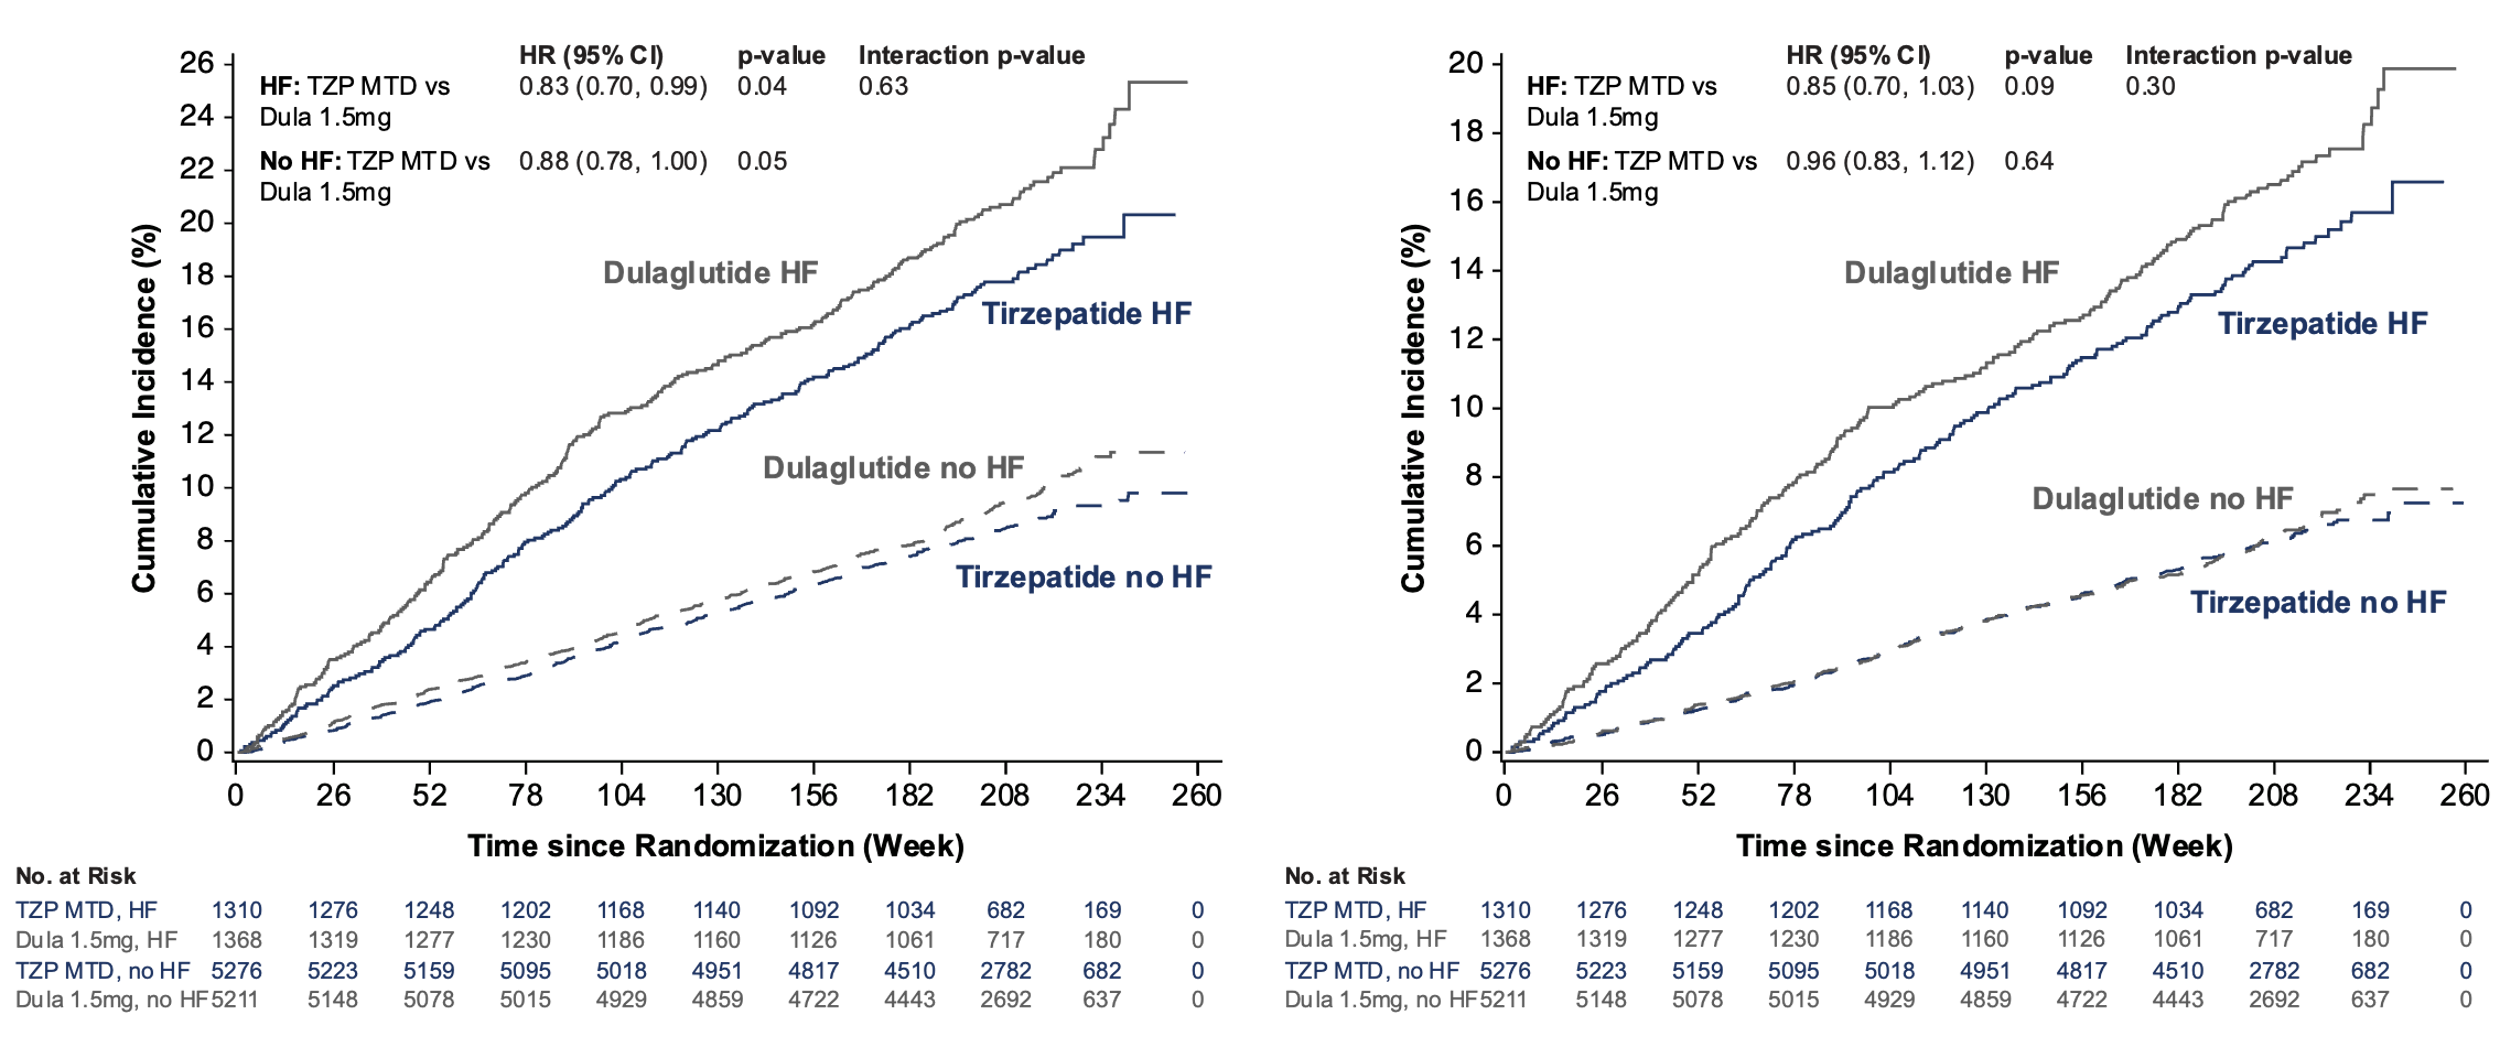 HR (95% CI) p-value Interaction p-value
HF: TZP MTD vs 0.83 (0.70, 0.99) 0.04 0.63
Dula 1.5mg
No HF: TZP MTD vs 0.88 (0.78, 1.00) 0.05
Dula 1.5mg
Cumulative Incidence (%)
26
24
22
20
18
16
14
12
10
8
6
4
2
0
Dulaglutide HF
Tirzepatide HF
Dulaglutide no HF
Tirzepatide no HF
0 26 52 78 104 130 156 182 208 234 260
Time since Randomization (Week)
No. at Risk
TZP MTD, HF 1310 1276 1248 1202 1168 1140 1092 1034 682 169 0
Dula 1.5mg, HF 1368 1319 1277 1230 1186 1160 1126 1061 717 180 0
TZP MTD, no HF 5276 5223 5159 5095 5018 4951 4817 4510 2782 682 0
Dula 1.5mg, no HF 5211 5148 5078 5015 4929 4859 4722 4443 2692 637 0
HR (95% CI) p-value Interaction p-value
HF: TZP MTD vs 0.85 (0.70, 1.03) 0.09 0.30
Dula 1.5mg
No HF: TZP MTD vs 0.96 (0.83, 1.12) 0.64
Dula 1.5mg
Cumulative Incidence (%)
20
18
16
14
12
10
8
6
4
2
0
Dulaglutide HF
Tirzepatide HF
Dulaglutide no HF
Tirzepatide no HF
0 26 52 78 104 130 156 182 208 234 260
Time since Randomization (Week)
No. at Risk
TZP MTD, HF 1310 1276 1248 1202 1168 1140 1092 1034 682 169 0
Dula 1.5mg, HF 1368 1319 1277 1230 1186 1160 1126 1061 717 180 0
TZP MTD, no HF 5276 5223 5159 5095 5018 4951 4817 4510 2782 682 0
Dula 1.5mg, no HF 5211 5148 5078 5015 4929 4859 4722 4443 2692 637 0